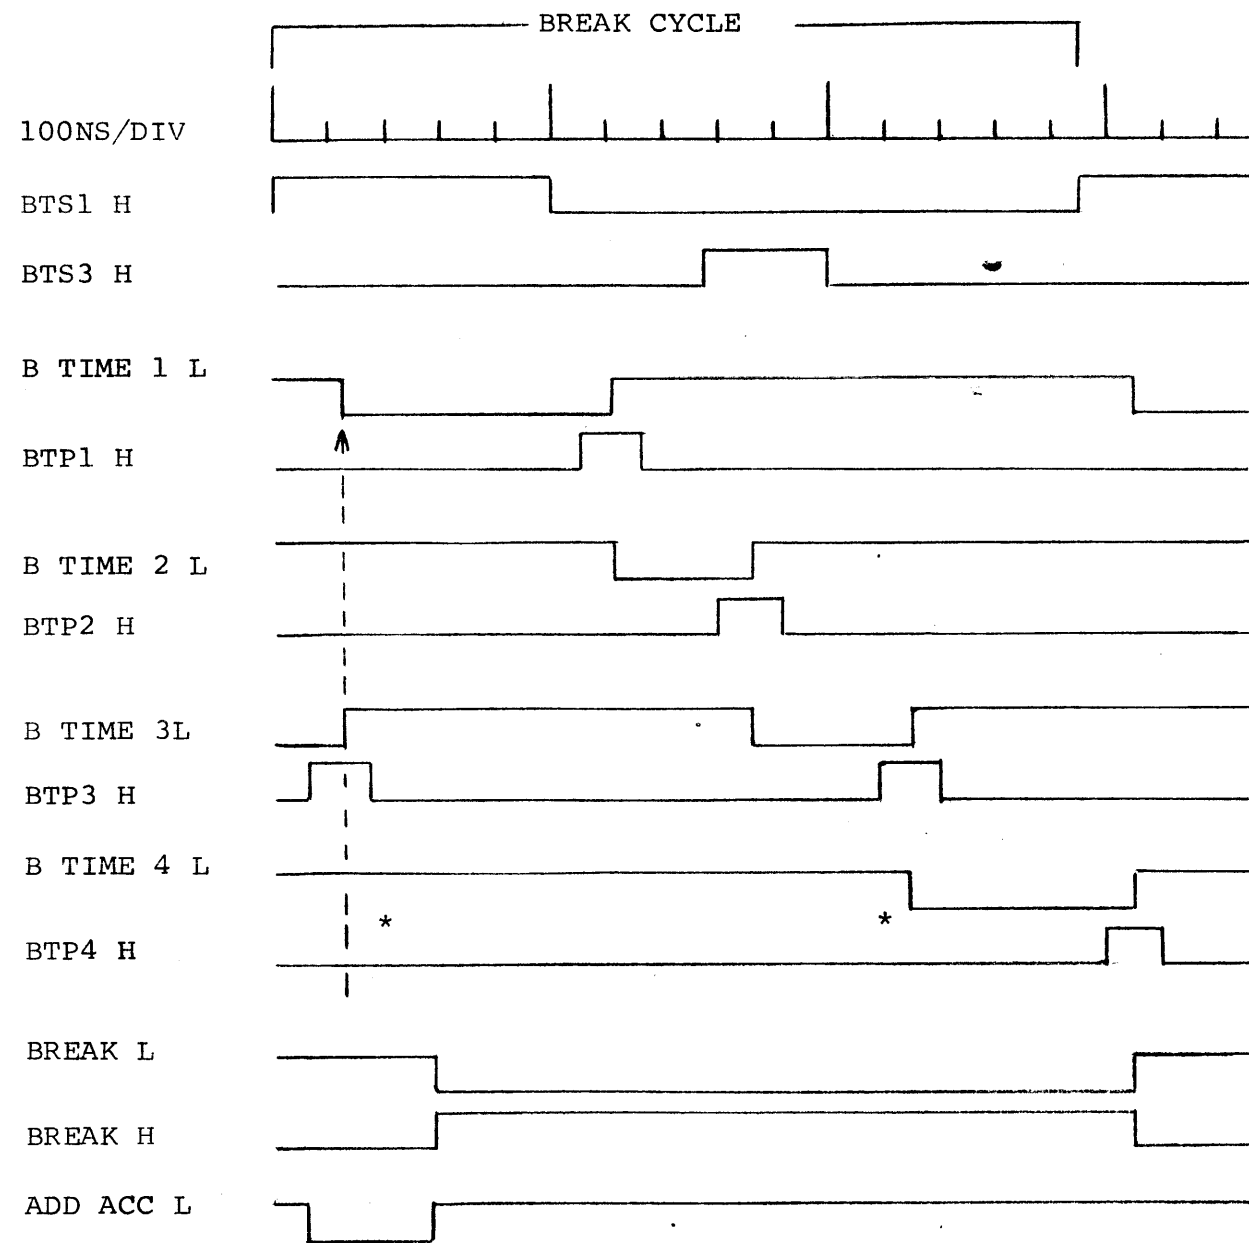 BREAK CYCLE
100NS/DIV
BTS1 H
BTS3 H
B TIME 1 L
BTP1 H
B TIME 2 L
BTP2 H
B TIME 3L
BTP3 H
B TIME 4 L
* *
BTP4 H
BREAK L
BREAK H
ADD ACC L